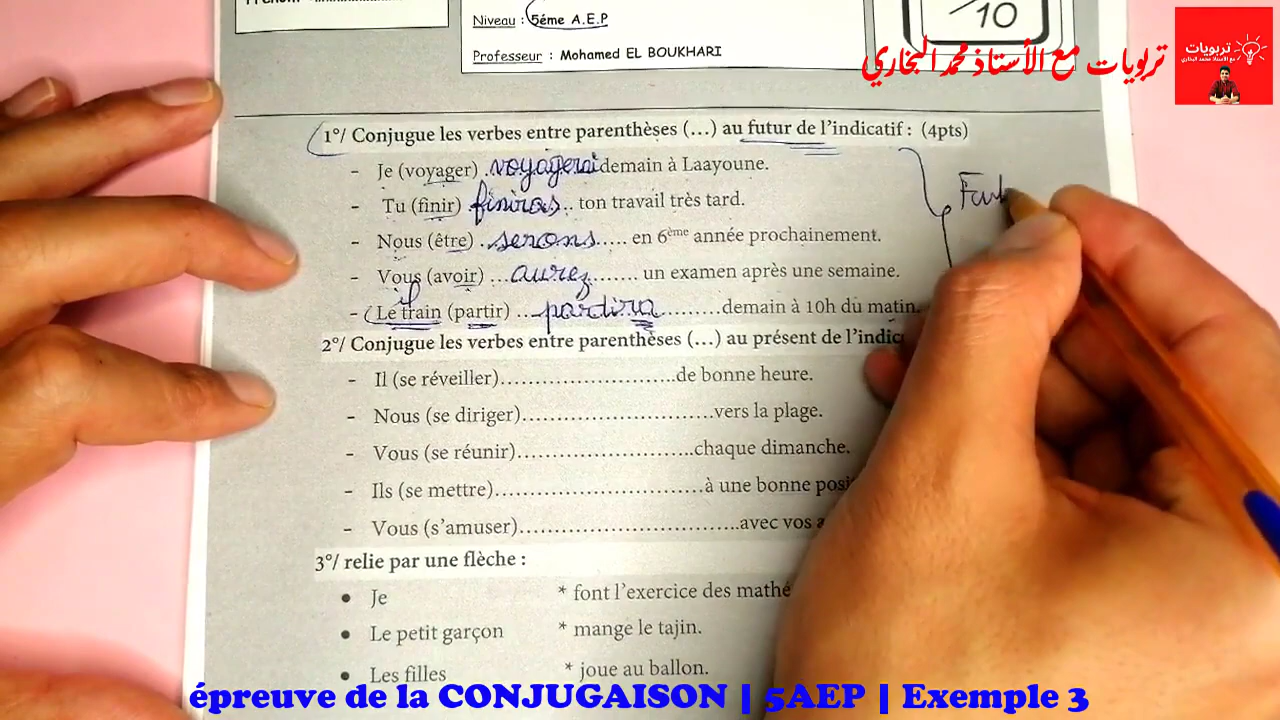 /10
Niveau : 5éme A.E.P
Professeur : Mohamed EL BOUKHARI
تربويات
مع الأستاذ محمد البخاري
تربويات مع الأستاذ محمد البخاري
1°/ Conjugue les verbes entre parenthèses (…) au futur de l'indicatif : (4pts)
- Je (voyager) .voyagerai demain à Laayoune.
- Tu (finir) finiras.. ton travail très tard.
- Nous (être) ..serons..... en 6ème année prochainement.
- Vous (avoir) ...aurez........ un examen après une semaine.
il
- Le train (partir) ...partira..........demain à 10h du matin.
Fut
2°/ Conjugue les verbes entre parenthèses (…) au présent de l'indic
- Il (se réveiller)..........................de bonne heure.
- Nous (se diriger)............................vers la plage.
- Vous (se réunir)..........................chaque dimanche.
- Ils (se mettre)..............................à une bonne posi
- Vous (s'amuser)................................avec vos a
3°/ relie par une flèche :
• Je * font l'exercice des mathé
• Le petit garçon * mange le tajin.
• Les filles * joue au ballon.
épreuve de la CONJUGAISON | 5AEP | Exemple 3